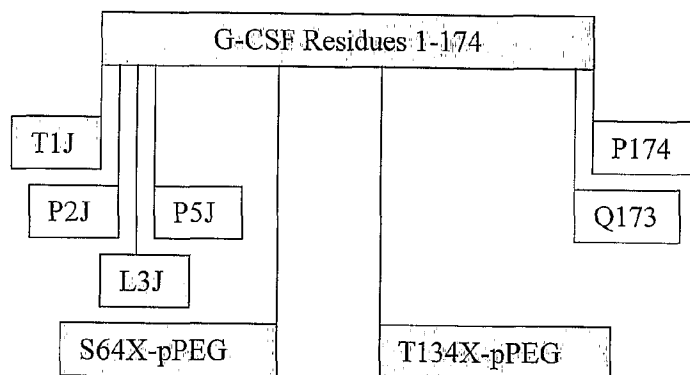 G-CSF Residues 1-174
T1J
P174
P2J
P5J
Q173
L3J
S64X-pPEG
T134X-pPEG